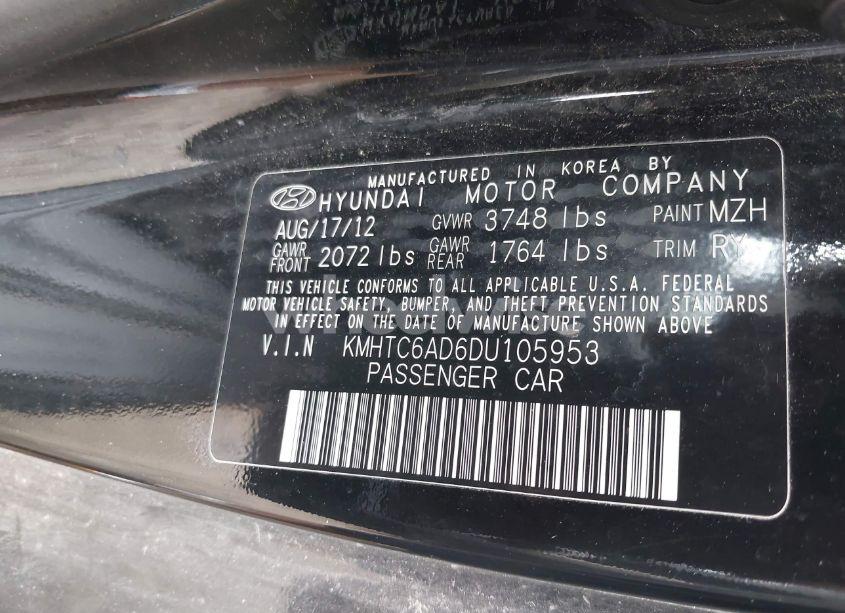 MANUFACTURED IN KOREA BY
HYUNDAI MOTOR COMPANY
AUG/17/12 GVWR 3748 lbs PAINT MZH
GAWR FRONT 2072 lbs GAWR REAR 1764 lbs TRIM RY
THIS VEHICLE CONFORMS TO ALL APPLICABLE U.S.A. FEDERAL
MOTOR VEHICLE SAFETY, BUMPER, AND THEFT PREVENTION STANDARDS
IN EFFECT ON THE DATE OF MANUFACTURE SHOWN ABOVE
V.I.N KMHTC6AD6DU105953
PASSENGER CAR